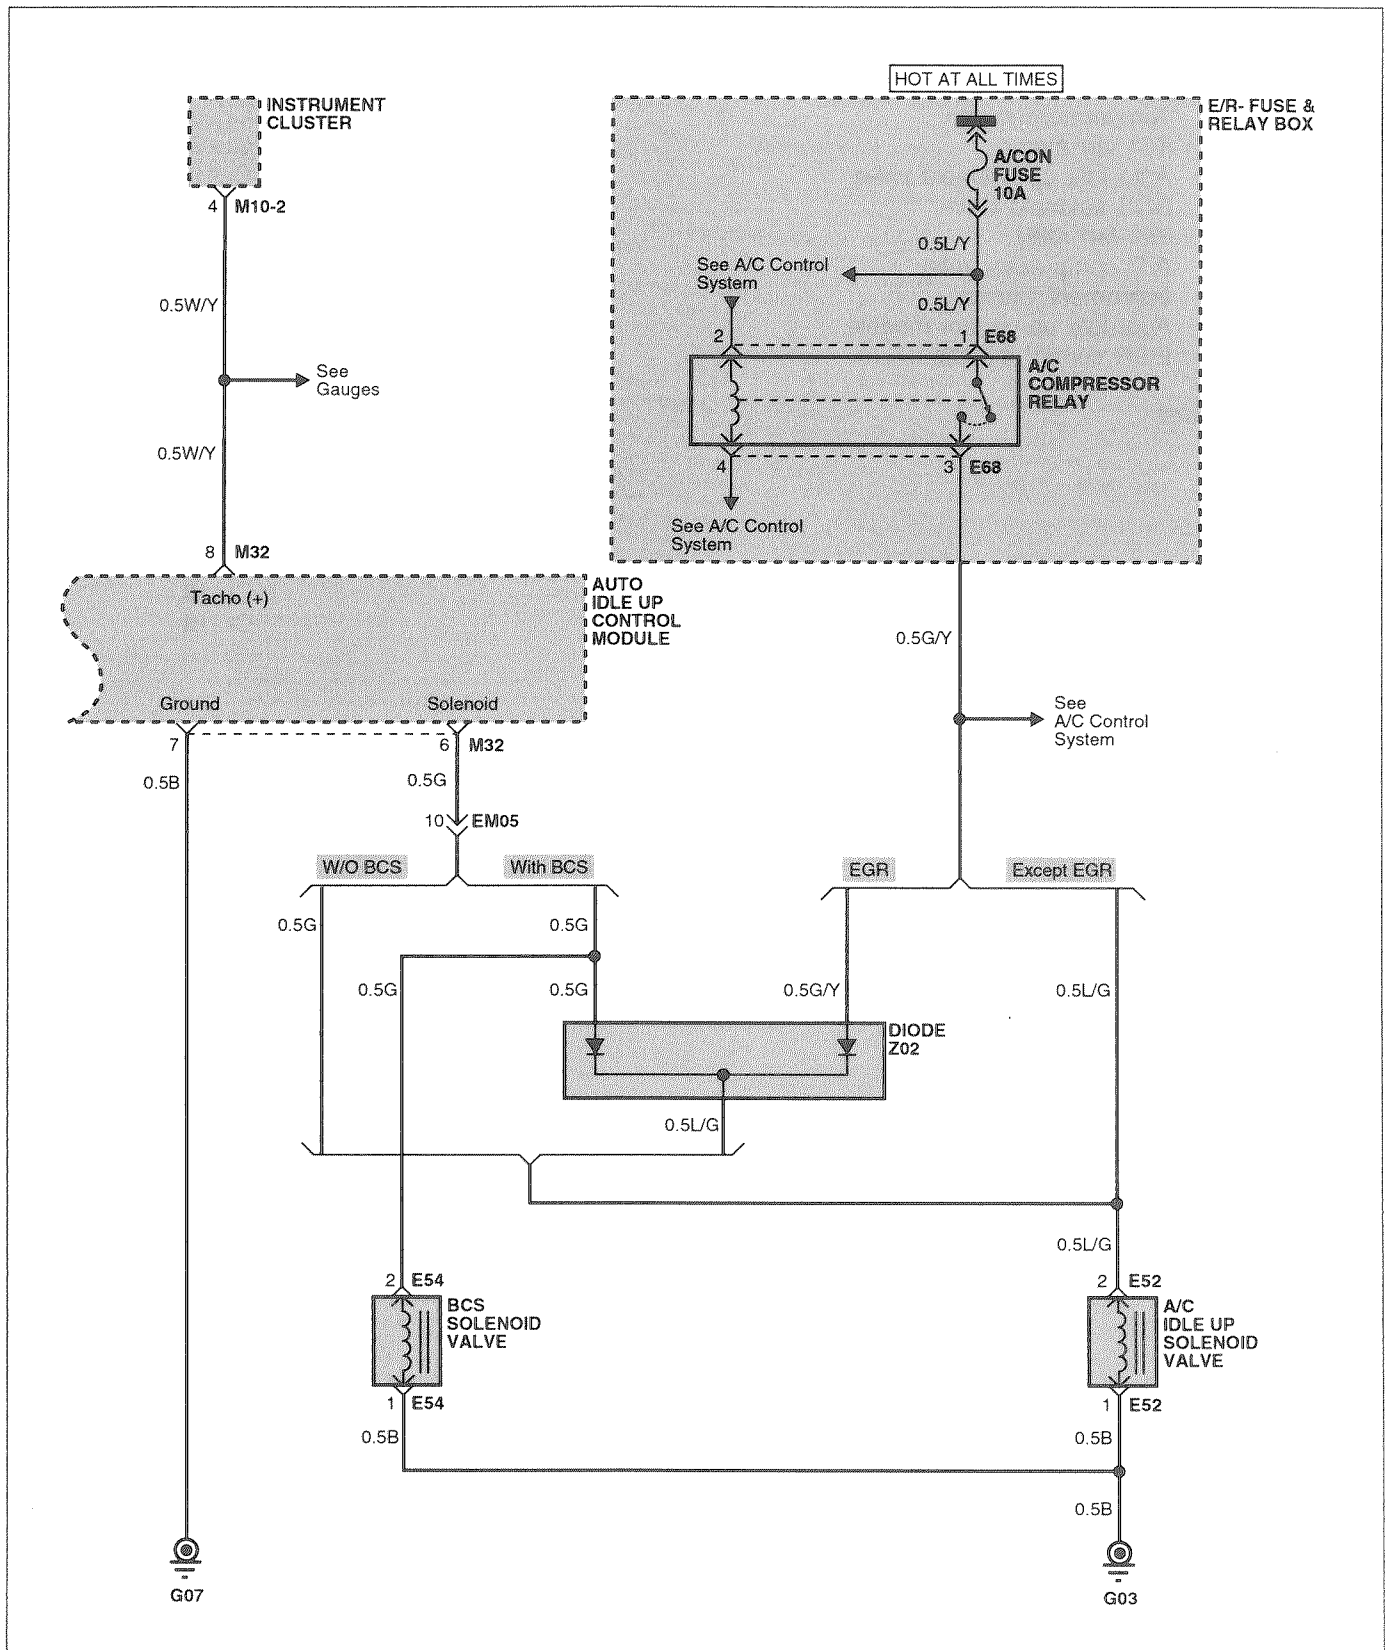 HOT AT ALL TIMES
INSTRUMENT
CLUSTER
E/R- FUSE &
RELAY BOX
A/CON
FUSE
10A
4 M10-2
0.5L/Y
See A/C Control
System
0.5W/Y
0.5L/Y
2
1 E68
See
Gauges
A/C
COMPRESSOR
RELAY
0.5W/Y
4
3 E68
See A/C Control
System
8 M32
Tacho (+)
AUTO
IDLE UP
CONTROL
MODULE
0.5G/Y
Ground
Solenoid
See
A/C Control
System
7
6 M32
0.5B
0.5G
10 EM05
W/O BCS
With BCS
EGR
Except EGR
0.5G
0.5G
0.5G
0.5G
0.5G/Y
0.5L/G
DIODE
Z02
0.5L/G
0.5L/G
2 E54
2 E52
BCS
SOLENOID
VALVE
A/C
IDLE UP
SOLENOID
VALVE
1 E54
1 E52
0.5B
0.5B
0.5B
G07
G03